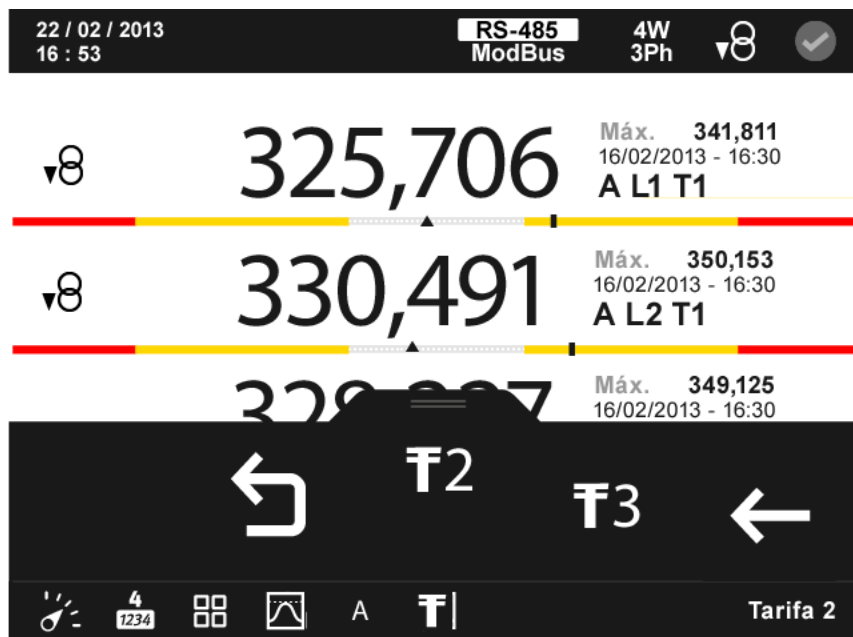 22 / 02 / 2013
16 : 53
RS-485
ModBus
4W
3Ph
325,706
Máx. 341,811
16/02/2013 - 16:30
A L1 T1
330,491
Máx. 350,153
16/02/2013 - 16:30
A L2 T1
Máx. 349,125
16/02/2013 - 16:30
T2
T3
4
1234
A
T
Tarifa 2